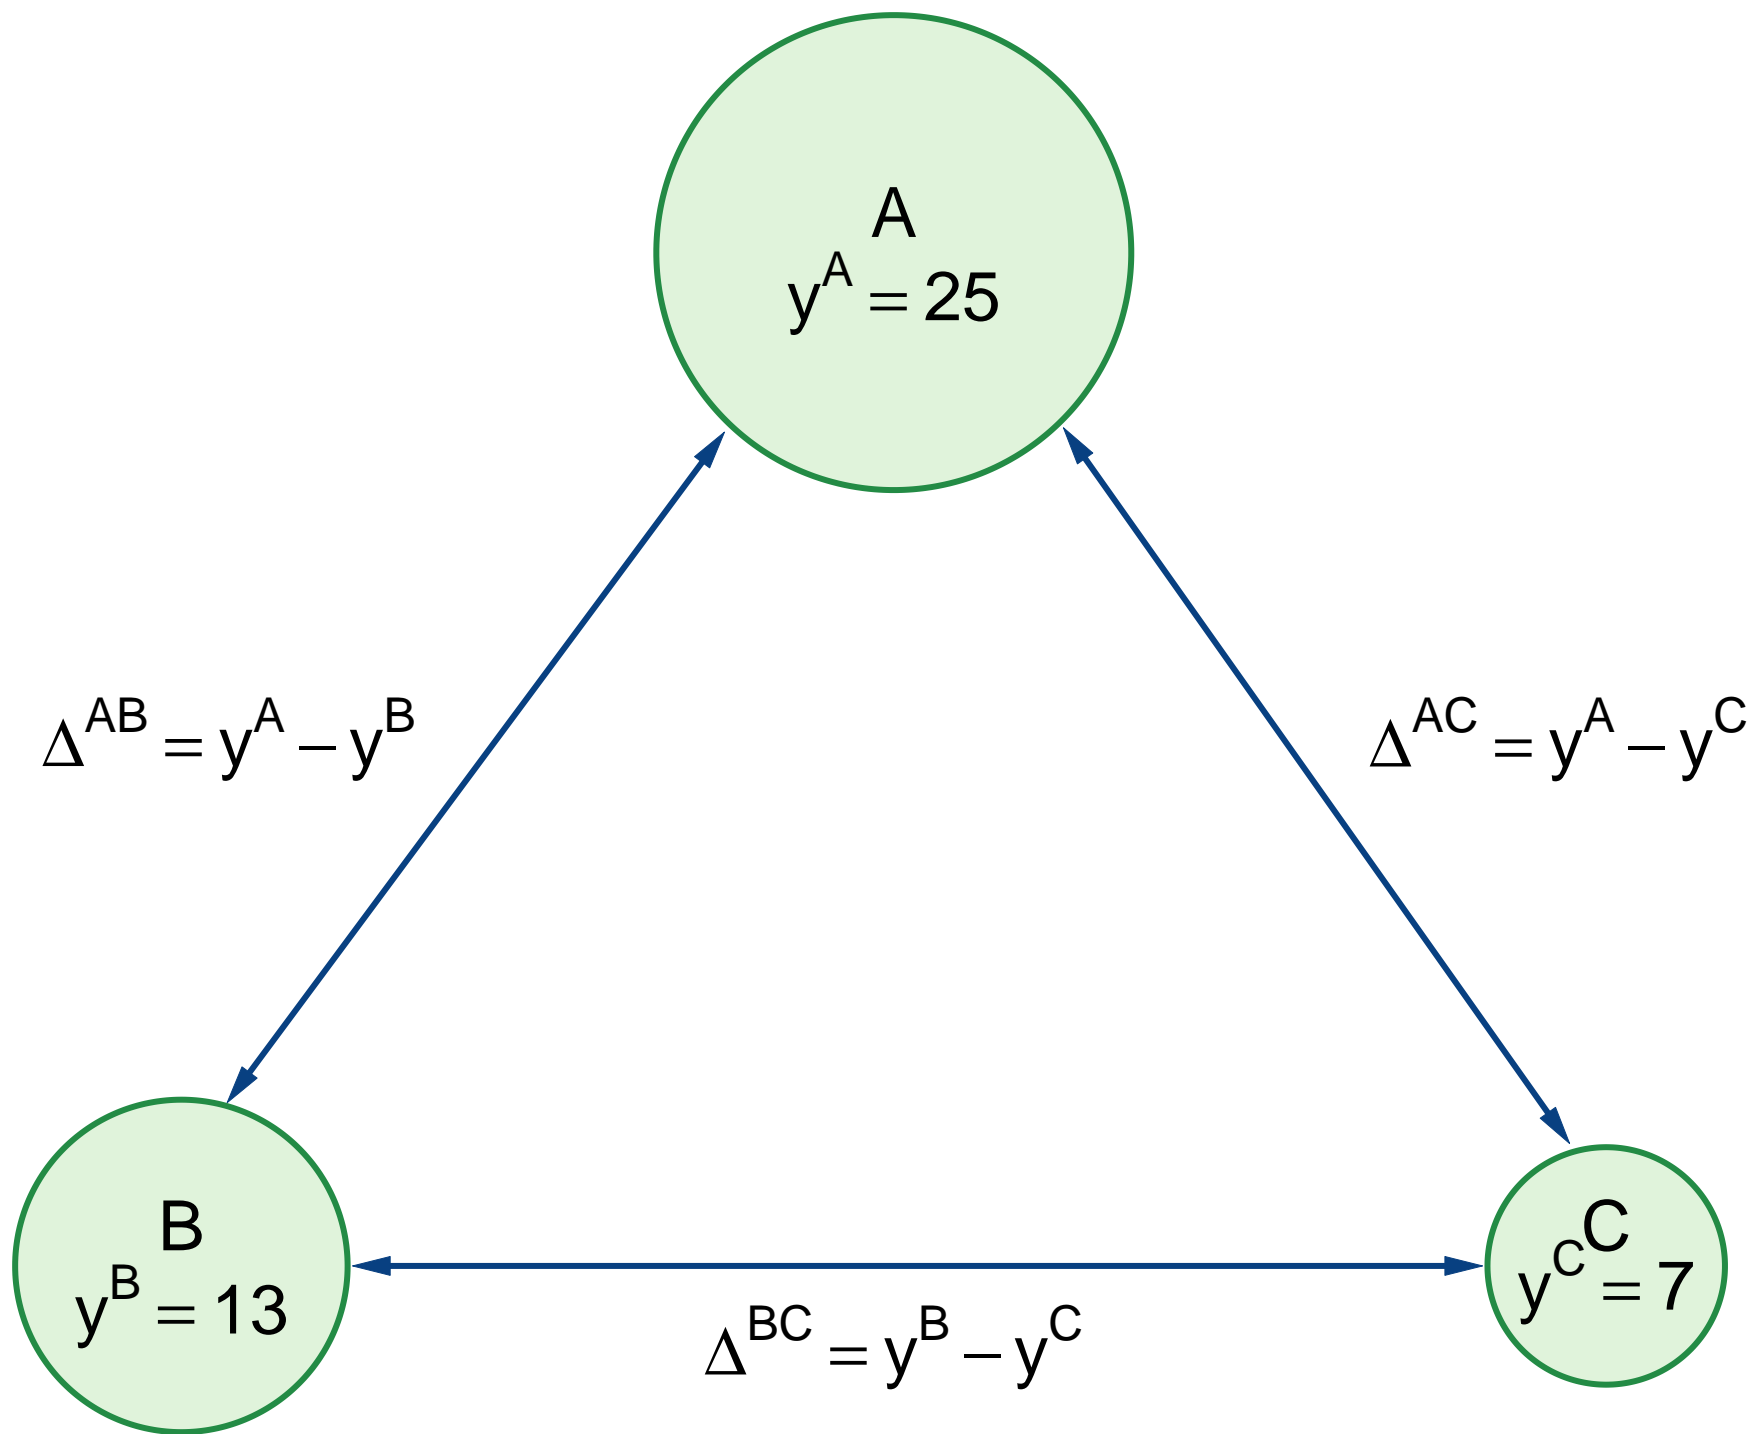 A
y^A = 25
Δ^AB = y^A − y^B
Δ^AC = y^A − y^C
B
y^B = 13
C
y^C = 7
Δ^BC = y^B − y^C